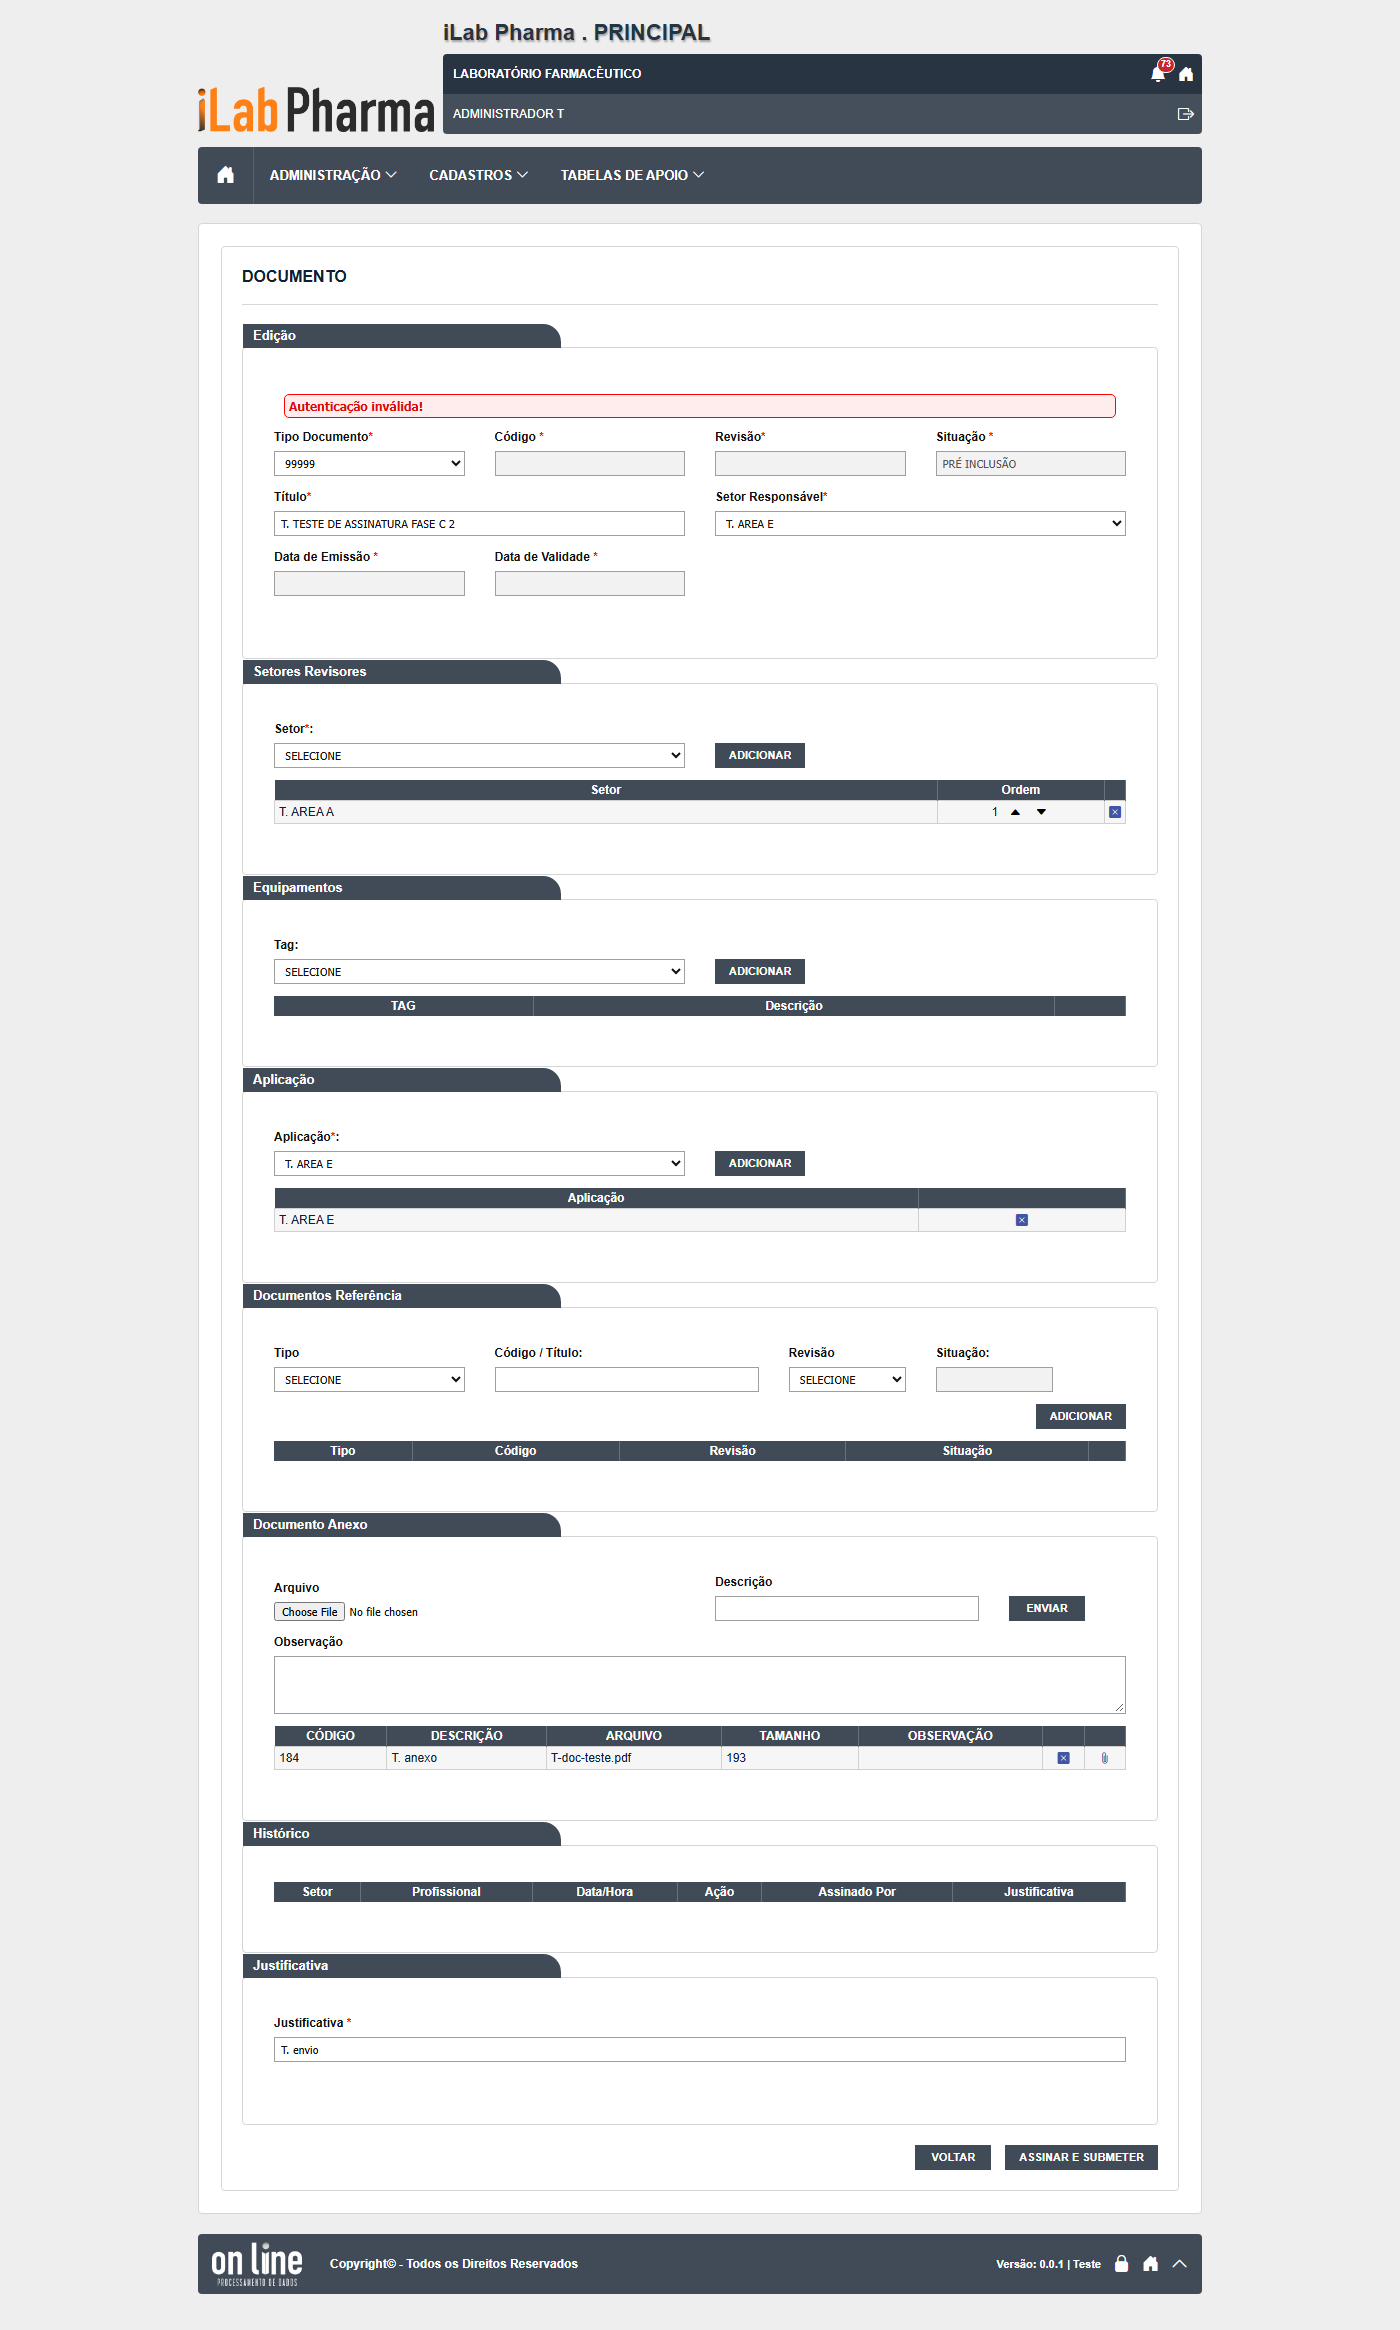 iLab Pharma . PRINCIPAL
iLab Pharma
LABORATÓRIO FARMACÊUTICO
73
ADMINISTRADOR T
ADMINISTRAÇÃO CADASTROS TABELAS DE APOIO
DOCUMENTO
Edição
Autenticação inválida!
Tipo Documento* Código * Revisão* Situação *
99999 PRÉ INCLUSÃO
Título* Setor Responsável*
T. TESTE DE ASSINATURA FASE C 2 T. AREA E
Data de Emissão * Data de Validade *
Setores Revisores
Setor*:
SELECIONE ADICIONAR
Setor Ordem
T. AREA A 1
Equipamentos
Tag:
SELECIONE ADICIONAR
TAG Descrição
Aplicação
Aplicação*:
T. AREA E ADICIONAR
Aplicação
T. AREA E
Documentos Referência
Tipo Código / Título: Revisão Situação:
SELECIONE SELECIONE
ADICIONAR
Tipo Código Revisão Situação
Documento Anexo
Arquivo Descrição
Choose File No file chosen ENVIAR
Observação
CÓDIGO DESCRIÇÃO ARQUIVO TAMANHO OBSERVAÇÃO
184 T. anexo T-doc-teste.pdf 193
Histórico
Setor Profissional Data/Hora Ação Assinado Por Justificativa
Justificativa
Justificativa *
T. envio
VOLTAR ASSINAR E SUBMETER
on line
PROCESSAMENTO DE DADOS
Copyright© - Todos os Direitos Reservados
Versão: 0.0.1 | Teste